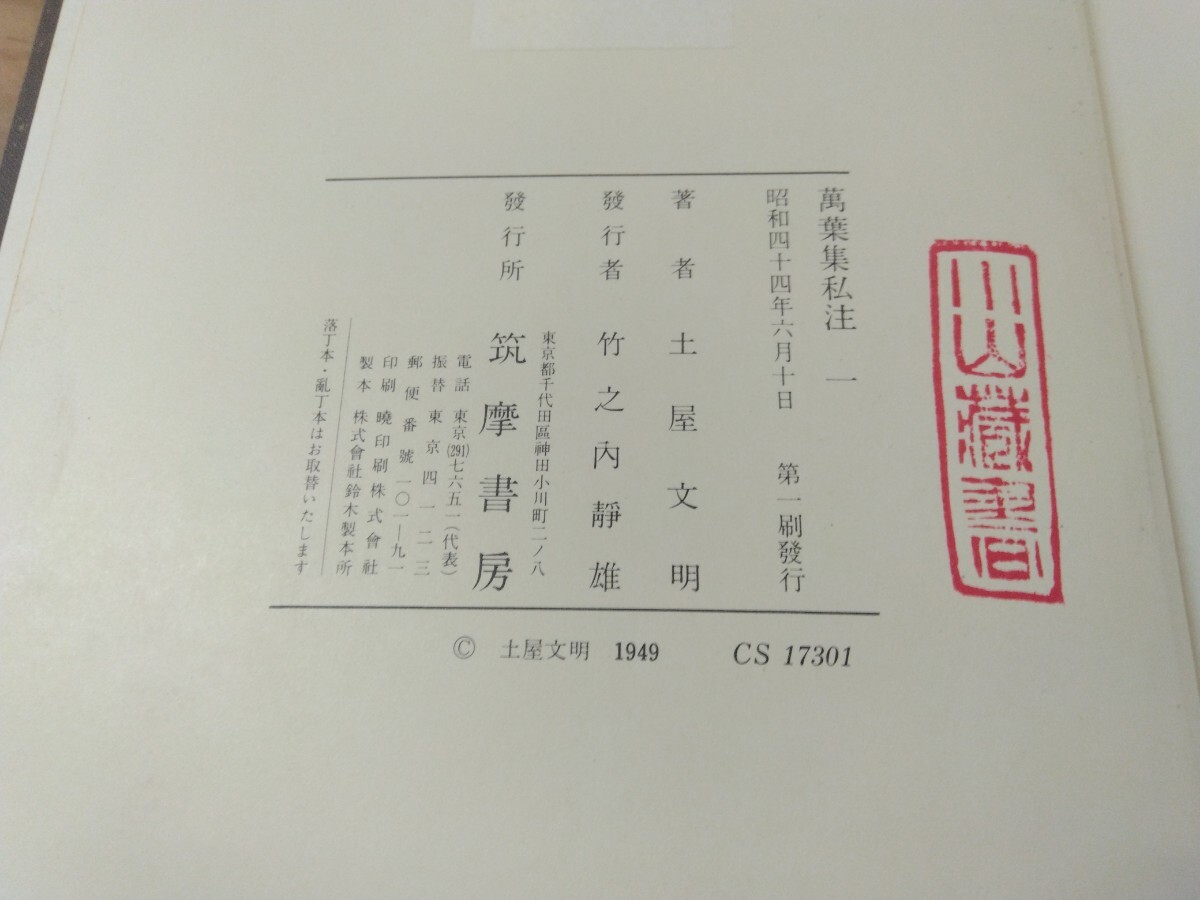 川山藏書
萬葉集私注 一
昭和四十四年六月十日 第一刷發行
著者 土屋文明
發行者 竹之內靜雄
發行所 筑摩書房
東京都千代田區神田小川町二ノ八
電話 東京(291)七六五一(代表)
振替 東京四一二三
郵便番號 一〇一―九一
印刷 曉印刷株式會社
製本 株式會社鈴木製本所
落丁本・亂丁本はお取替いたします
© 土屋文明 1949 CS 17301